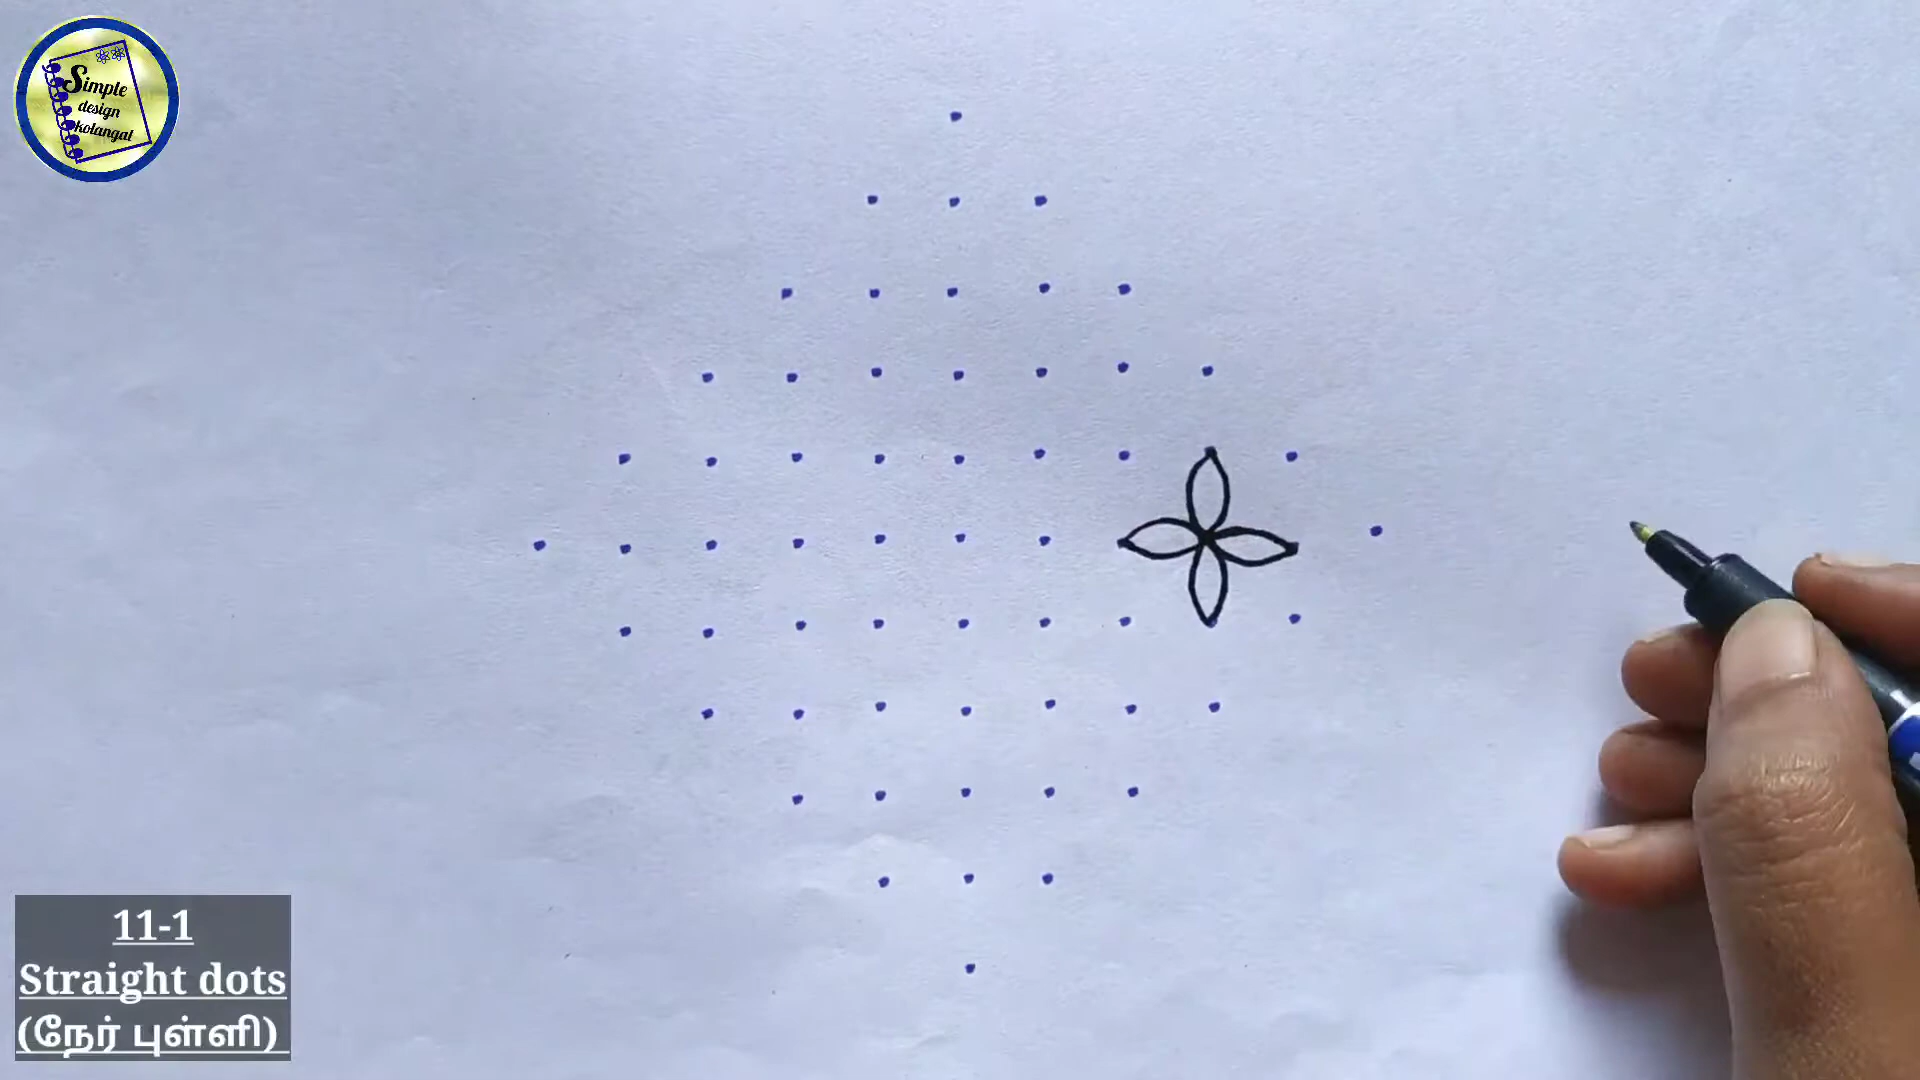 Simple
design
kolangal
11-1
Straight dots
(நேர் புள்ளி)